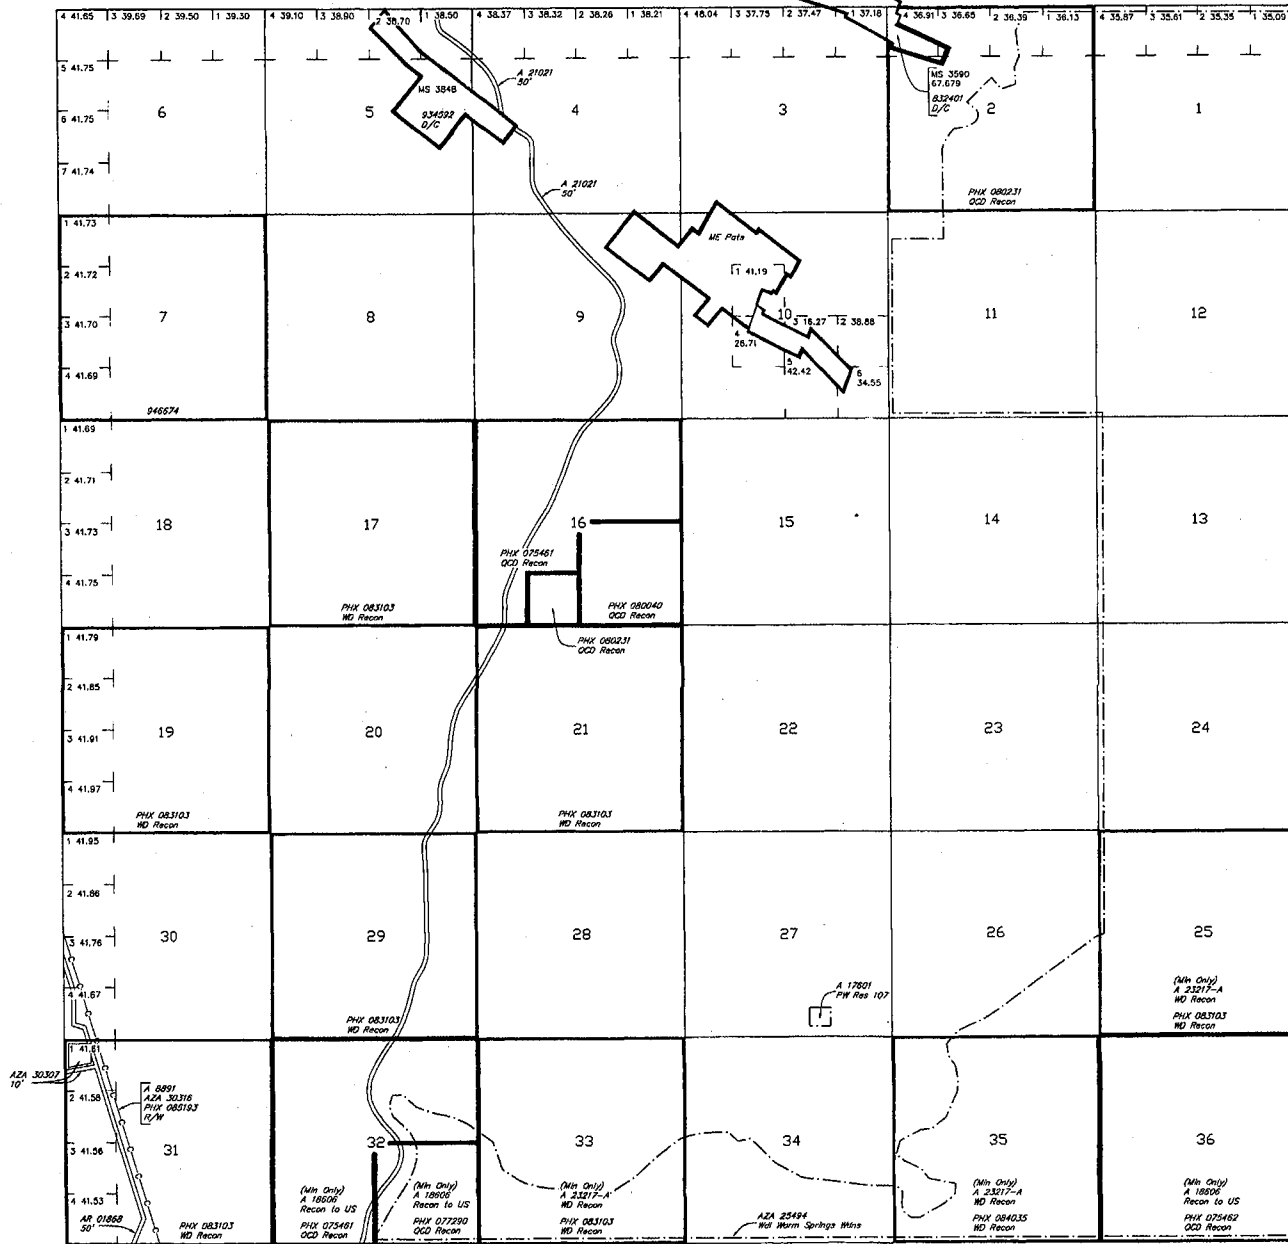 4 41.65 3 39.69 2 39.50 1 39.30 4 39.10 3 38.90 2 38.70 1 38.50 4 38.37 3 38.32 2 38.26 1 38.21 4 48.04 3 37.75 2 37.47 1 37.18 4 36.91 3 36.65 2 36.39 1 36.13 4 35.87 3 35.61 2 35.35 1 35.09
5 41.75
6 41.75
7 41.74
6
5
4
3
2
1
MS 384B
934592
D/C
A 21021
50'
A 21021
50'
MS 3590
67.679
832401
D/C
PHX 080231
QCD Recon
1 41.73
2 41.72
3 41.70
4 41.69
7
8
9
10
11
12
946674
ME Pats
1 41.19
3 16.27
2 38.88
4
26.71
5
42.42
6
34.55
1 41.69
2 41.71
3 41.73
4 41.75
18
17
16
15
14
13
PHX 083103
WD Recon
PHX 075461
QCD Recon
PHX 080040
QCD Recon
PHX 080231
QCD Recon
1 41.79
2 41.85
3 41.91
4 41.97
19
20
21
22
23
24
PHX 083103
WD Recon
PHX 083103
WD Recon
1 41.95
2 41.86
3 41.76
4 41.67
30
29
28
27
26
25
PHX 083103
WD Recon
A 17601
PW Res 107
(Min Only)
A 23217-A
WD Recon
PHX 083103
WD Recon
1 41.61
2 41.58
3 41.56
4 41.53
AZA 30307
10'
A 8891
AZA 30316
PHX 085193
R/W
31
32
33
34
35
36
AR 01868
50'
PHX 083103
WD Recon
(Min Only)
A 18606
Recon to US
PHX 075461
QCD Recon
(Min Only)
A 18606
Recon to US
PHX 077290
QCD Recon
(Min Only)
A 23217-A
WD Recon
PHX 083103
WD Recon
AZA 25494
Wdl Warm Springs Wlns
(Min Only)
A 23217-A
WD Recon
PHX 084035
WD Recon
(Min Only)
A 18606
Recon to US
PHX 075462
QCD Recon